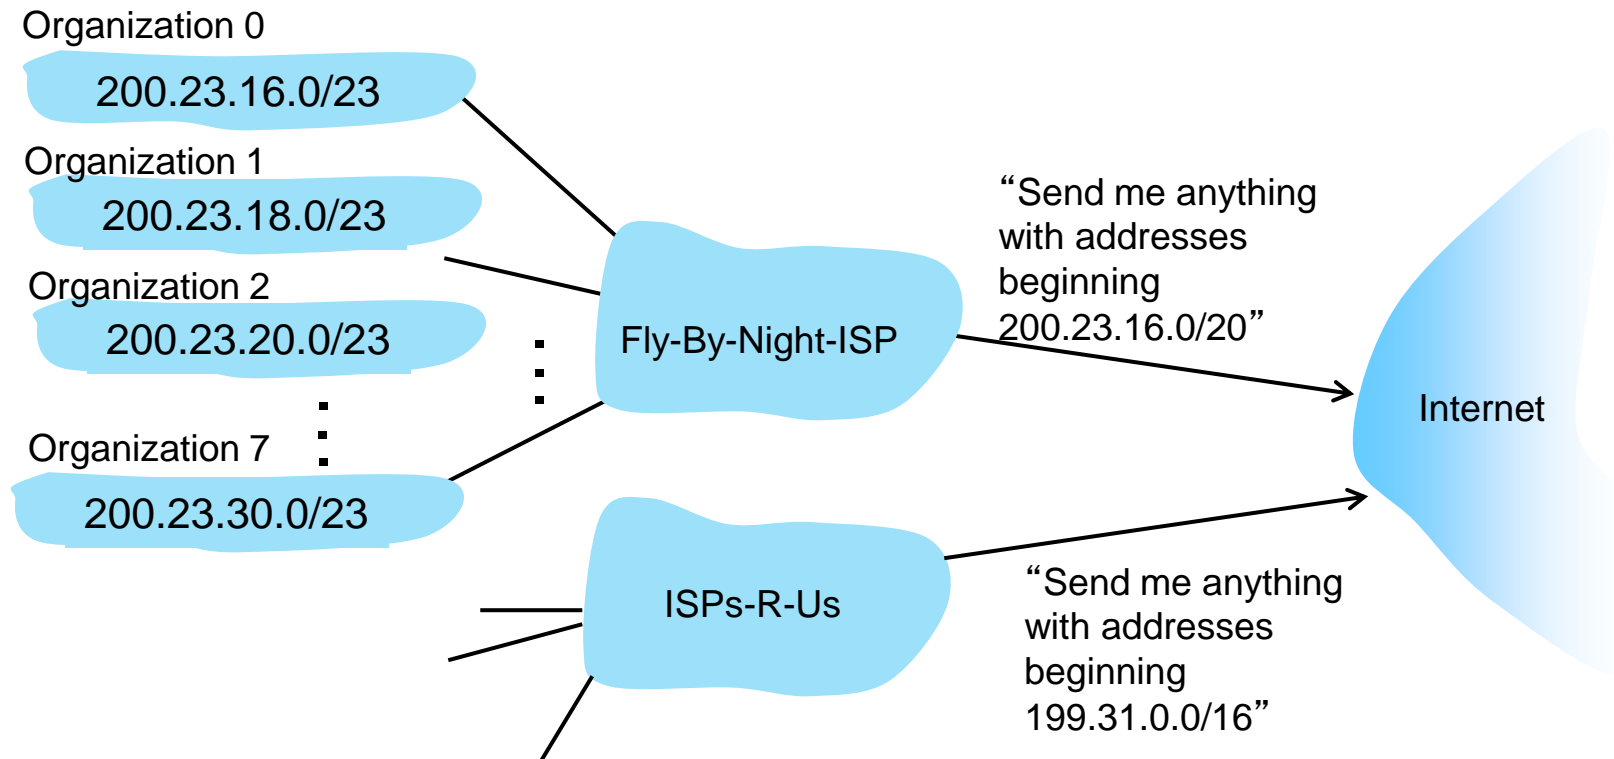 Organization 0
200.23.16.0/23
Organization 1
200.23.18.0/23
Organization 2
200.23.20.0/23
Organization 7
200.23.30.0/23
Fly-By-Night-ISP
“Send me anything
with addresses
beginning
200.23.16.0/20”
Internet
ISPs-R-Us
“Send me anything
with addresses
beginning
199.31.0.0/16”